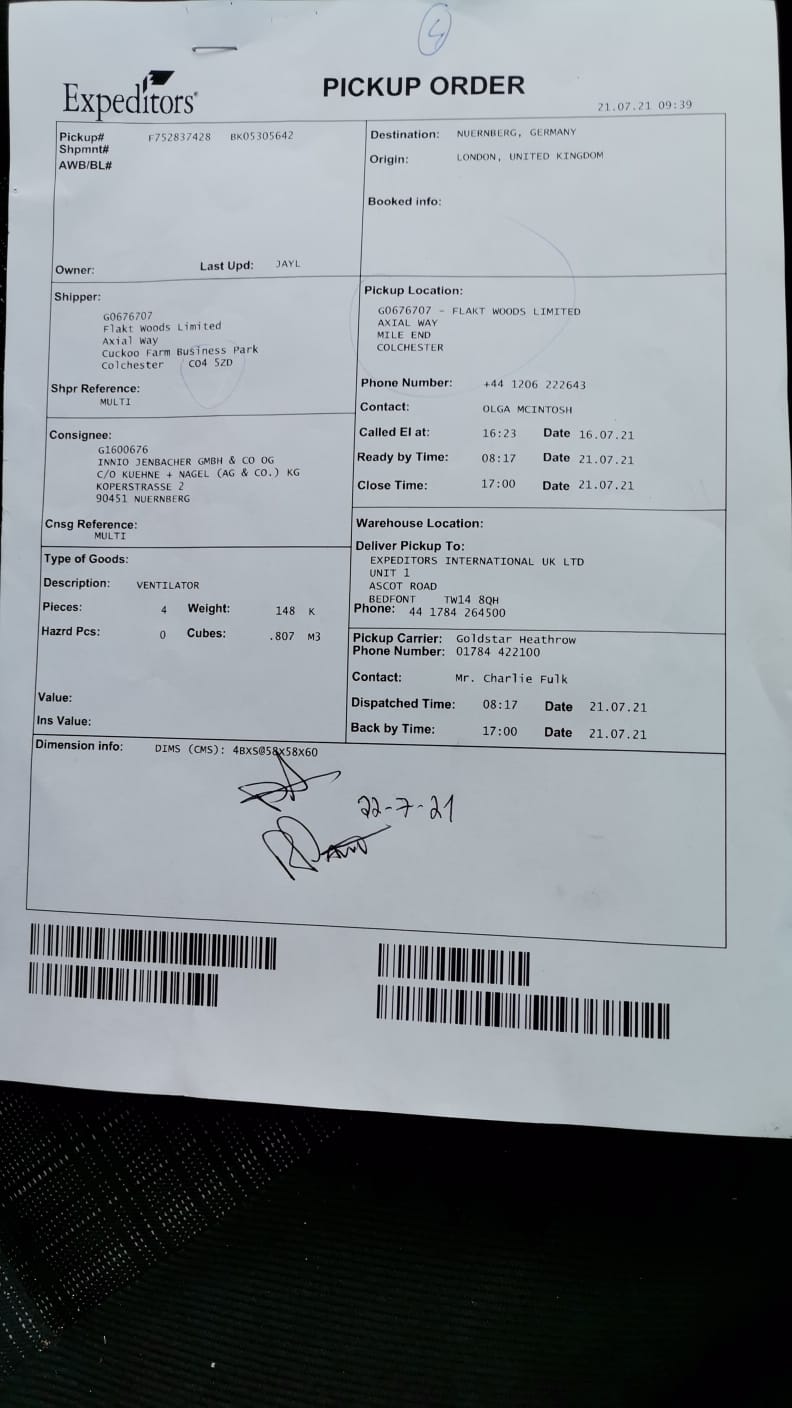 4
Expeditors®
PICKUP ORDER
21.07.21 09:39
Pickup# F752837428 BK05305642
Shpmnt#
AWB/BL#
Owner: Last Upd: JAYL
Destination: NUERNBERG, GERMANY
Origin: LONDON, UNITED KINGDOM
Booked info:
Shipper:
G0676707
Flakt Woods Limited
Axial Way
Cuckoo Farm Business Park
Colchester CO4 5ZD
Shpr Reference:
MULTI
Pickup Location:
G0676707 - FLAKT WOODS LIMITED
AXIAL WAY
MILE END
COLCHESTER
Phone Number: +44 1206 222643
Contact: OLGA MCINTOSH
Called EI at: 16:23 Date 16.07.21
Ready by Time: 08:17 Date 21.07.21
Close Time: 17:00 Date 21.07.21
Consignee:
G1600676
INNIO JENBACHER GMBH & CO OG
C/O KUEHNE + NAGEL (AG & CO.) KG
KOPERSTRASSE 2
90451 NUERNBERG
Cnsg Reference:
MULTI
Warehouse Location:
Deliver Pickup To:
EXPEDITORS INTERNATIONAL UK LTD
UNIT 1
ASCOT ROAD
BEDFONT TW14 8QH
Phone: 44 1784 264500
Type of Goods:
Description: VENTILATOR
Pieces: 4 Weight: 148 K
Hazrd Pcs: 0 Cubes: .807 M3
Value:
Ins Value:
Pickup Carrier: Goldstar Heathrow
Phone Number: 01784 422100
Contact: Mr. Charlie Fulk
Dispatched Time: 08:17 Date 21.07.21
Back by Time: 17:00 Date 21.07.21
Dimension info: DIMS (CMS): 4BXS@58X58X60
22-7-21